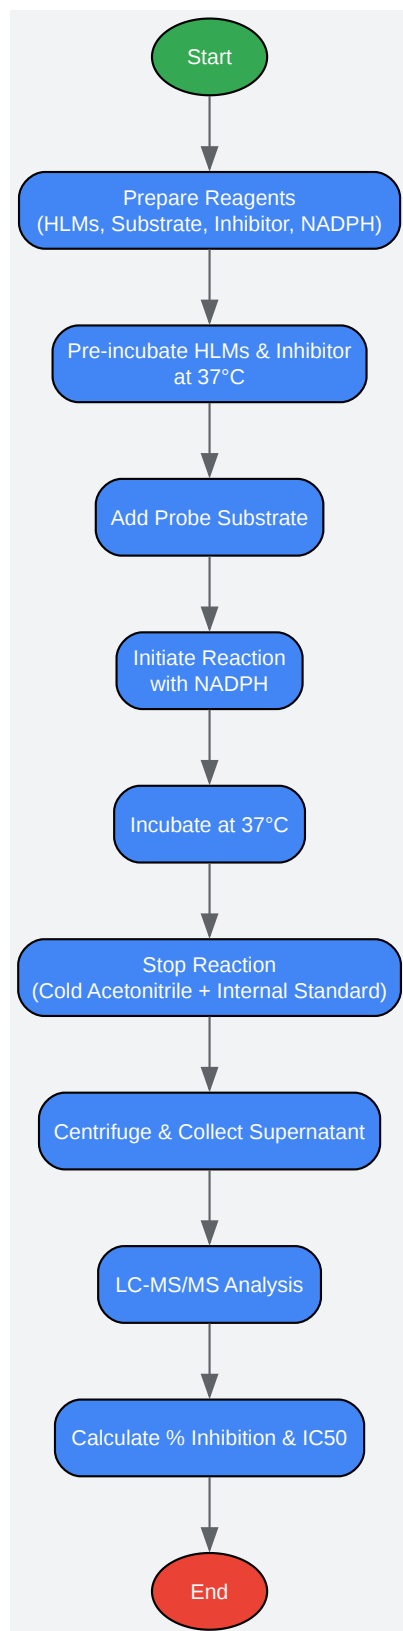 Start
Prepare Reagents
(HLMs, Substrate, Inhibitor, NADPH)
Pre-incubate HLMs & Inhibitor
at 37°C
Add Probe Substrate
Initiate Reaction
with NADPH
Incubate at 37°C
Stop Reaction
(Cold Acetonitrile + Internal Standard)
Centrifuge & Collect Supernatant
LC-MS/MS Analysis
Calculate % Inhibition & IC50
End